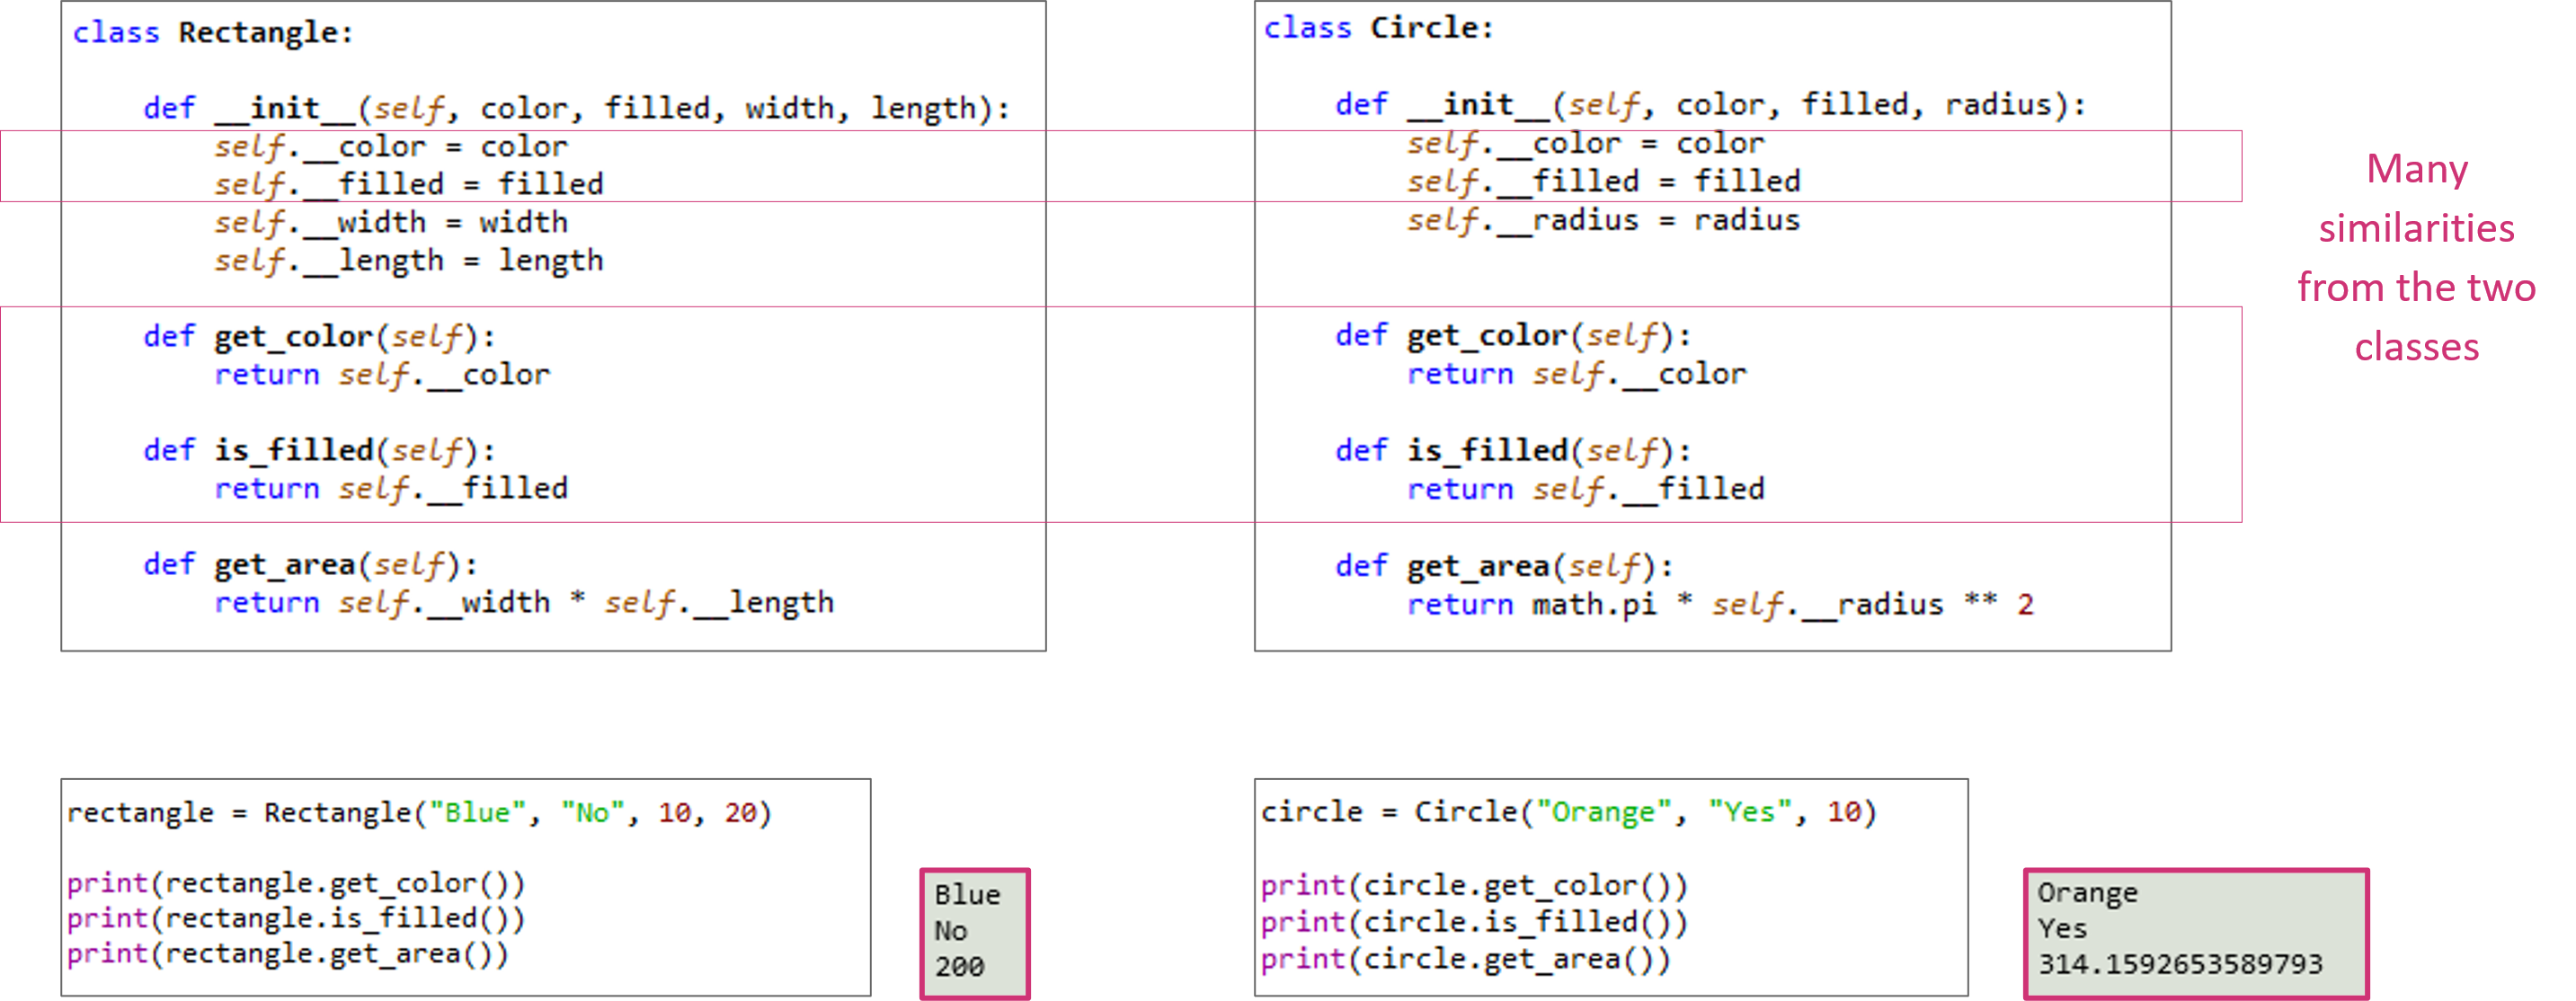 class Rectangle:
    def __init__(self, color, filled, width, length):
        self.__color = color
        self.__filled = filled
        self.__width = width
        self.__length = length
    def get_color(self):
        return self.__color
    def is_filled(self):
        return self.__filled
    def get_area(self):
        return self.__width * self.__length
class Circle:
    def __init__(self, color, filled, radius):
        self.__color = color
        self.__filled = filled
        self.__radius = radius
    def get_color(self):
        return self.__color
    def is_filled(self):
        return self.__filled
    def get_area(self):
        return math.pi * self.__radius ** 2
Many
similarities
from the two
classes
rectangle = Rectangle("Blue", "No", 10, 20)
print(rectangle.get_color())
print(rectangle.is_filled())
print(rectangle.get_area())
Blue
No
200
circle = Circle("Orange", "Yes", 10)
print(circle.get_color())
print(circle.is_filled())
print(circle.get_area())
Orange
Yes
314.1592653589793